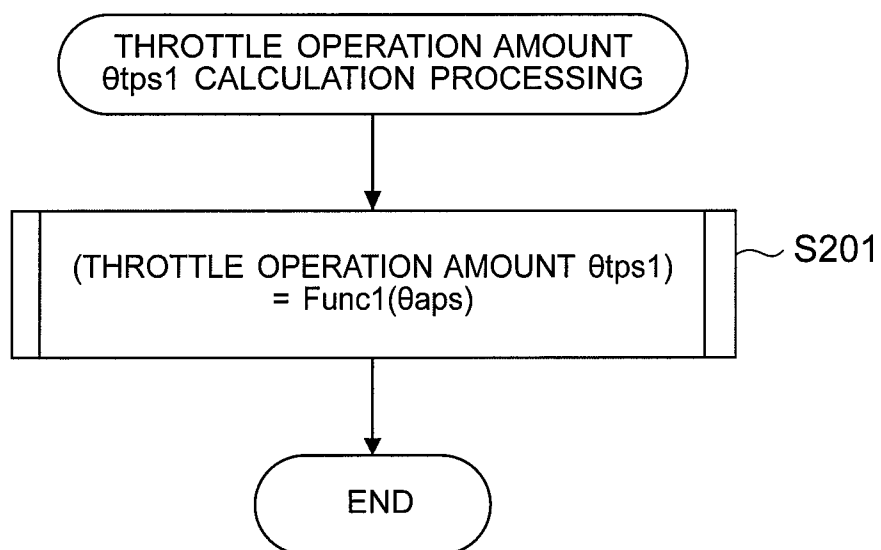 THROTTLE OPERATION AMOUNT
θtps1 CALCULATION PROCESSING
(THROTTLE OPERATION AMOUNT θtps1)
= Func1(θaps)
S201
END